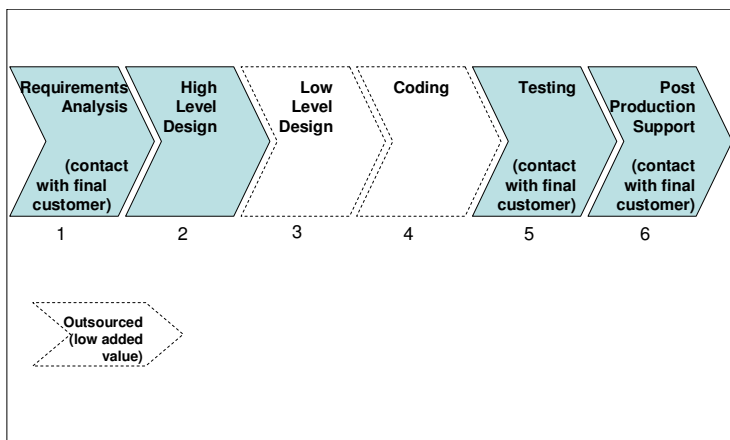 Requirements
Analysis
(contact
with final
customer)
High
Level
Design
Low
Level
Design
Coding
Testing
(contact
with final
customer)
Post
Production
Support
(contact
with final
customer)
1
2
3
4
5
6
Outsourced
(low added
value)